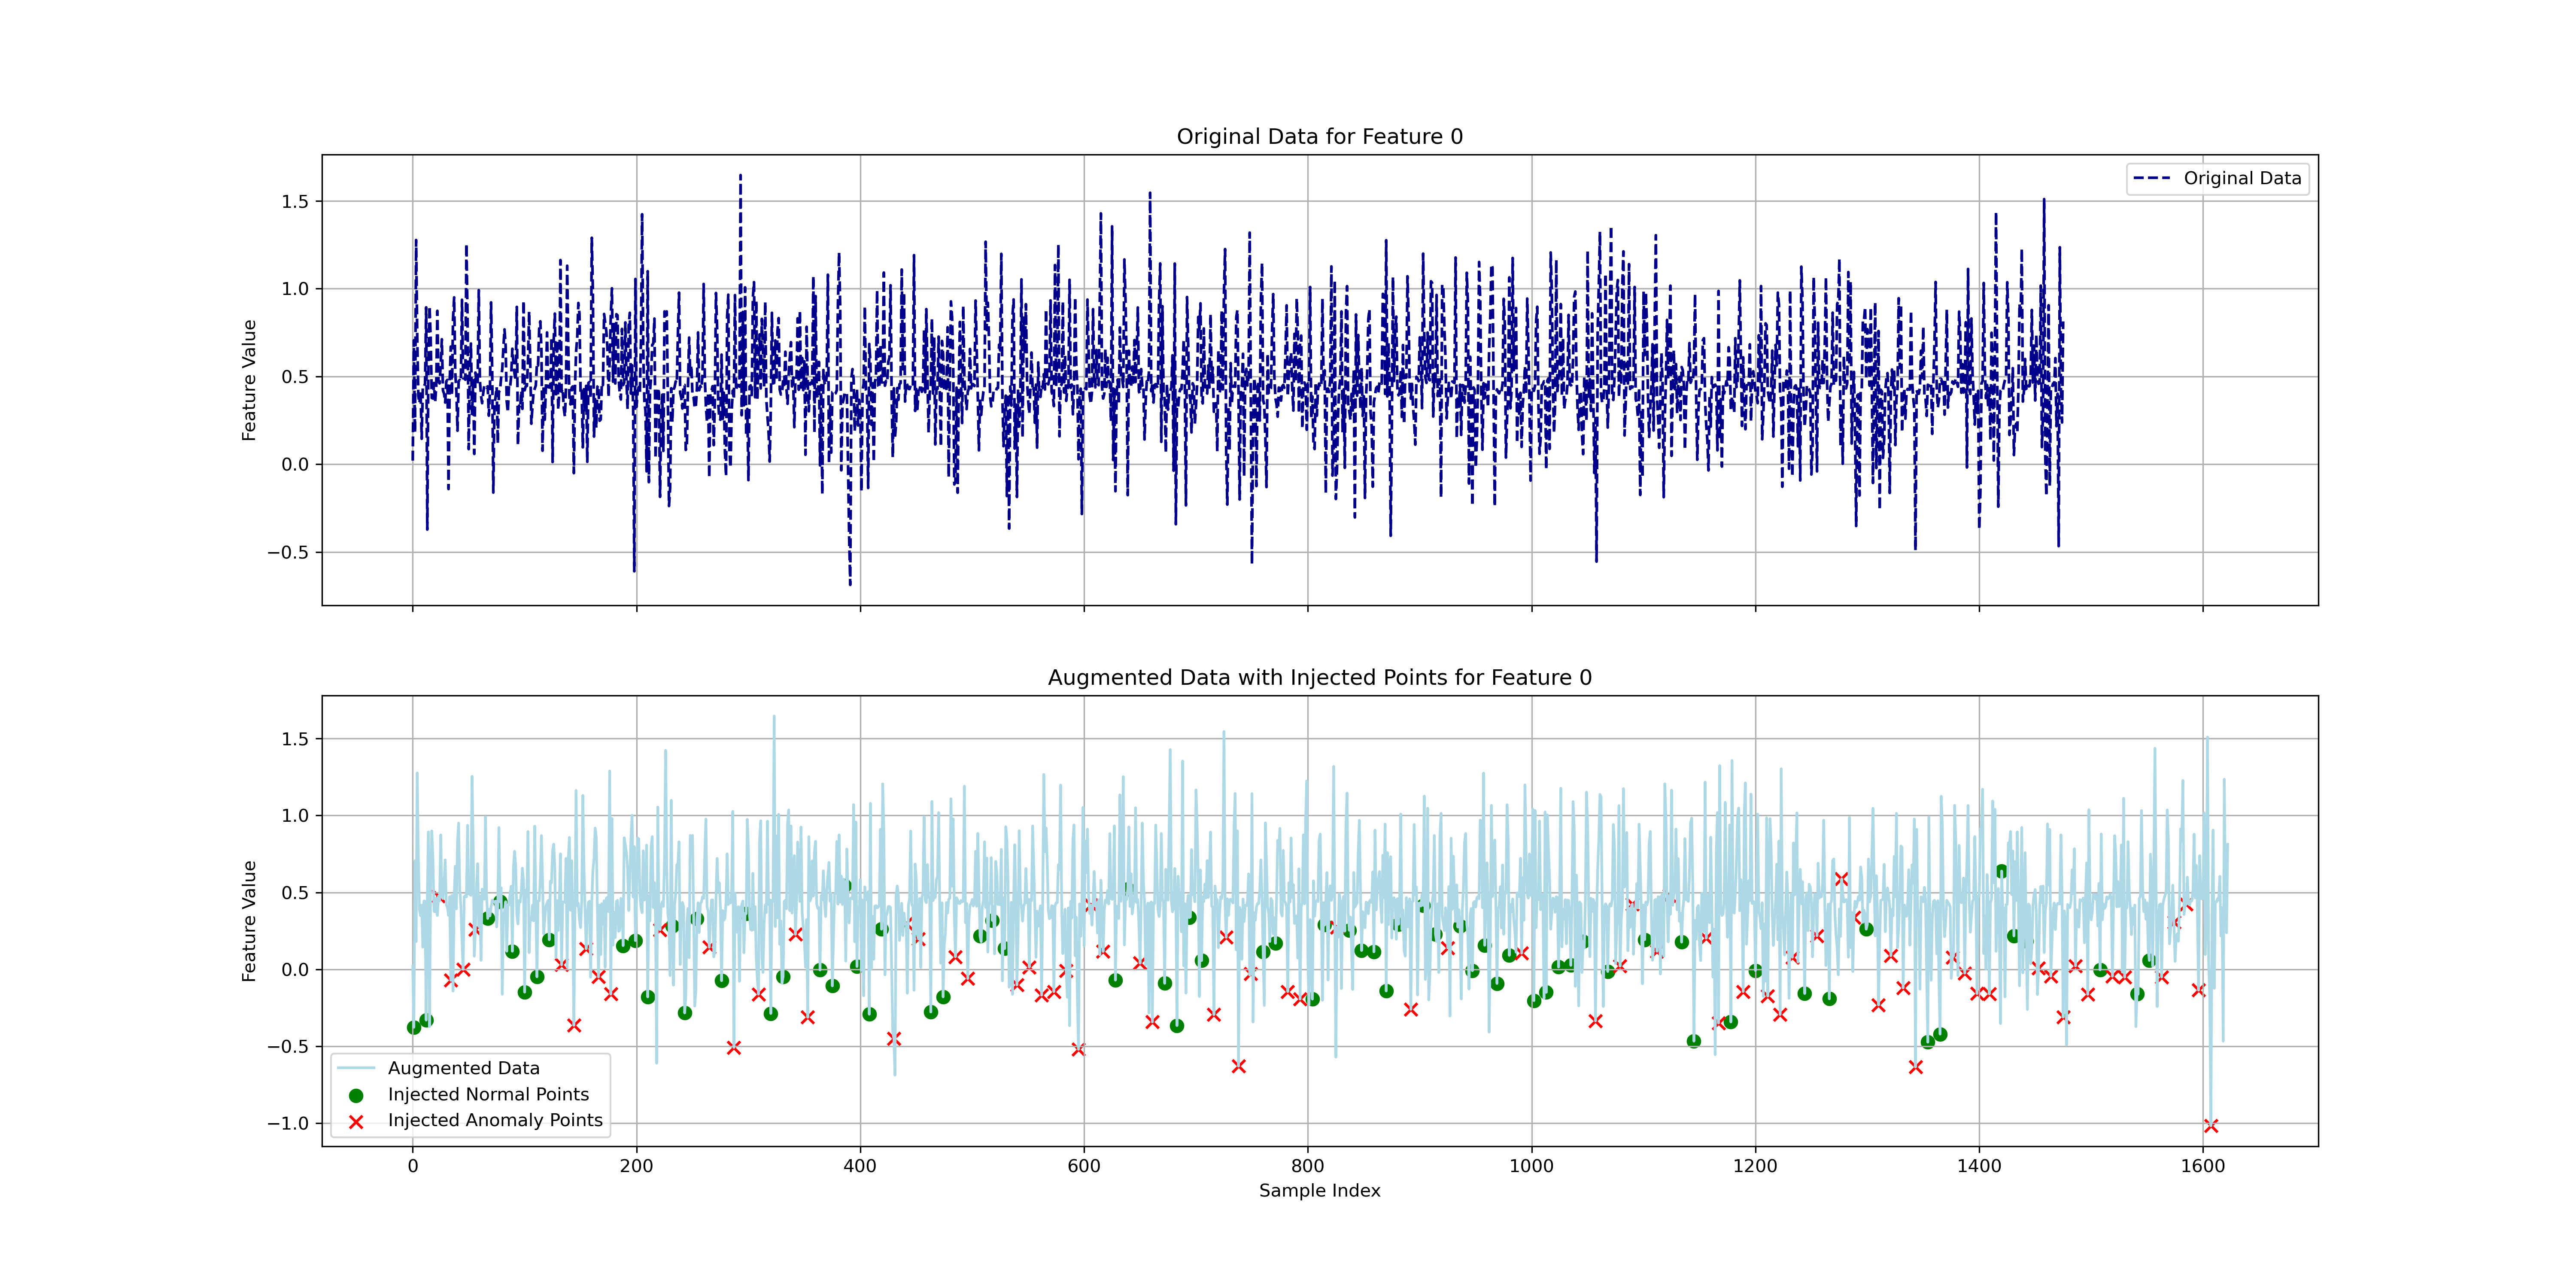 Original Data for Feature 0
Original Data
Feature Value
1.5
1.0
0.5
0.0
−0.5
Augmented Data with Injected Points for Feature 0
Feature Value
1.5
1.0
0.5
0.0
−0.5
−1.0
Augmented Data
Injected Normal Points
Injected Anomaly Points
0 200 400 600 800 1000 1200 1400 1600
Sample Index